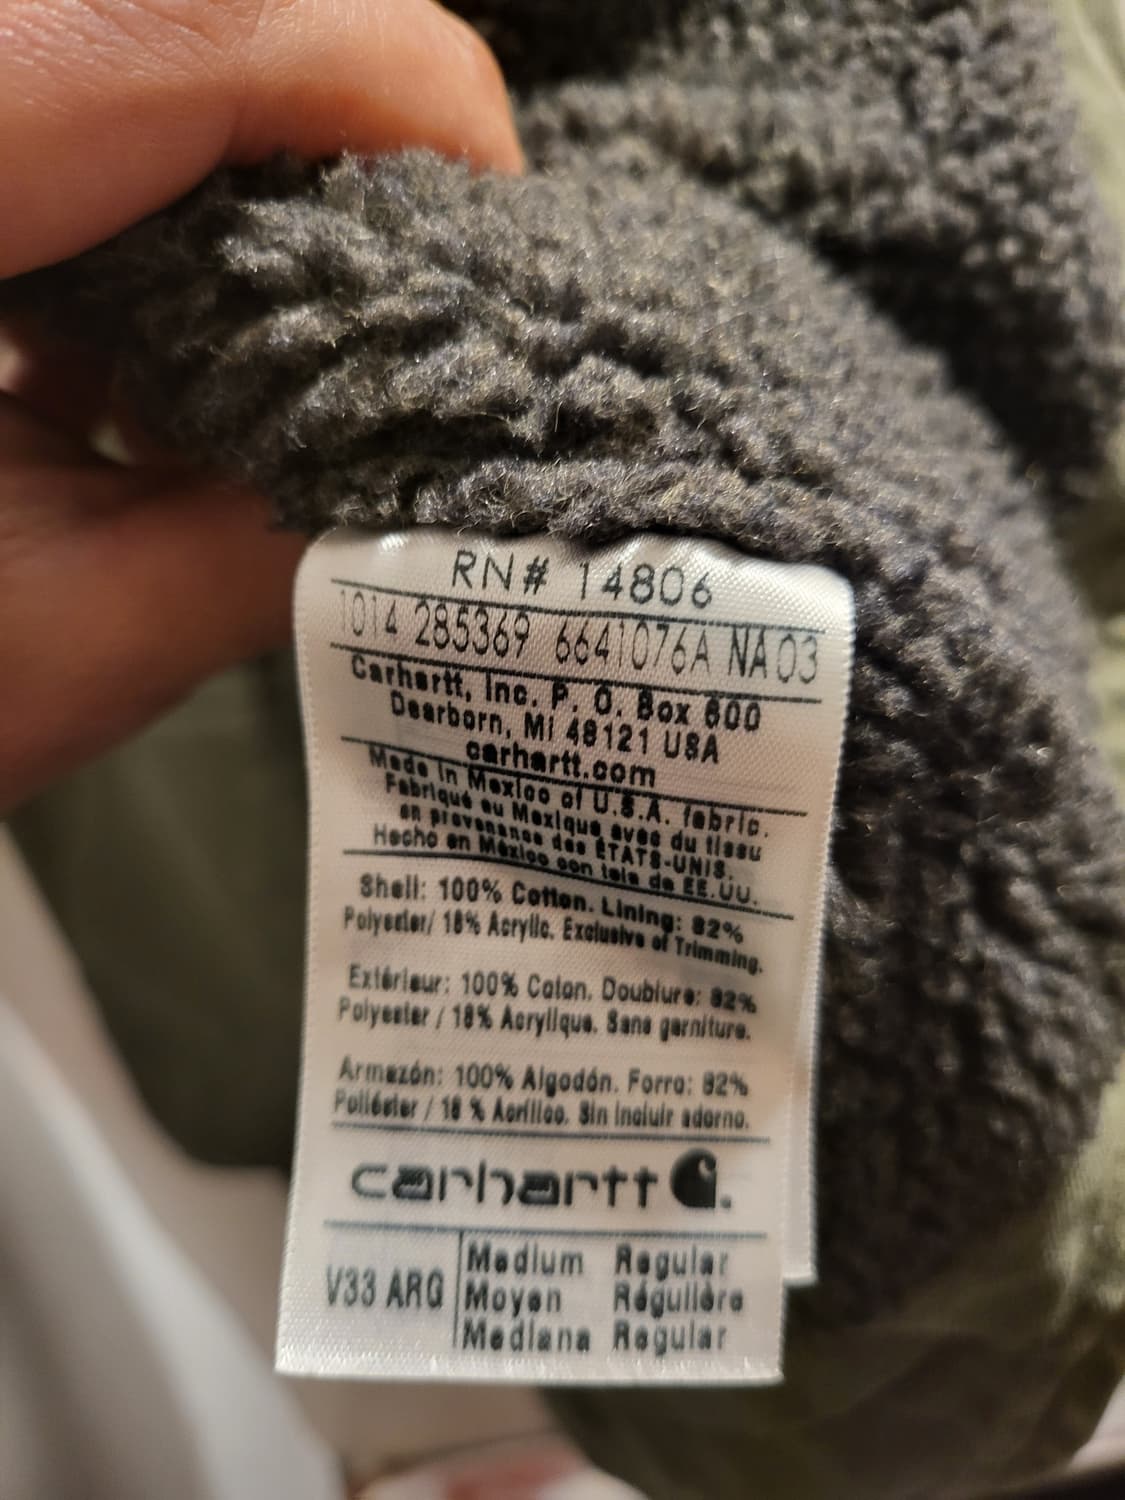 RN# 14806
1014 285369 6641076A NA 03
Carhartt, Inc. P. O. Box 600
Dearborn, MI 48121 USA
carhartt.com
Made in Mexico of U.S.A. fabric.
Fabriqué au Mexique avec du tissu
en provenance des ÉTATS-UNIS.
Hecho en México con tela de EE.UU.
Shell: 100% Cotton. Lining: 82%
Polyester/ 18% Acrylic. Exclusive of Trimming.
Extérieur: 100% Coton. Doublure: 82%
Polyester / 18% Acrylique. Sans garniture.
Armazón: 100% Algodón. Forro: 82%
Poliéster / 18 % Acrílico. Sin incluir adorno.
carhartt
V33 ARG
Medium Regular
Moyen Régulière
Mediana Regular